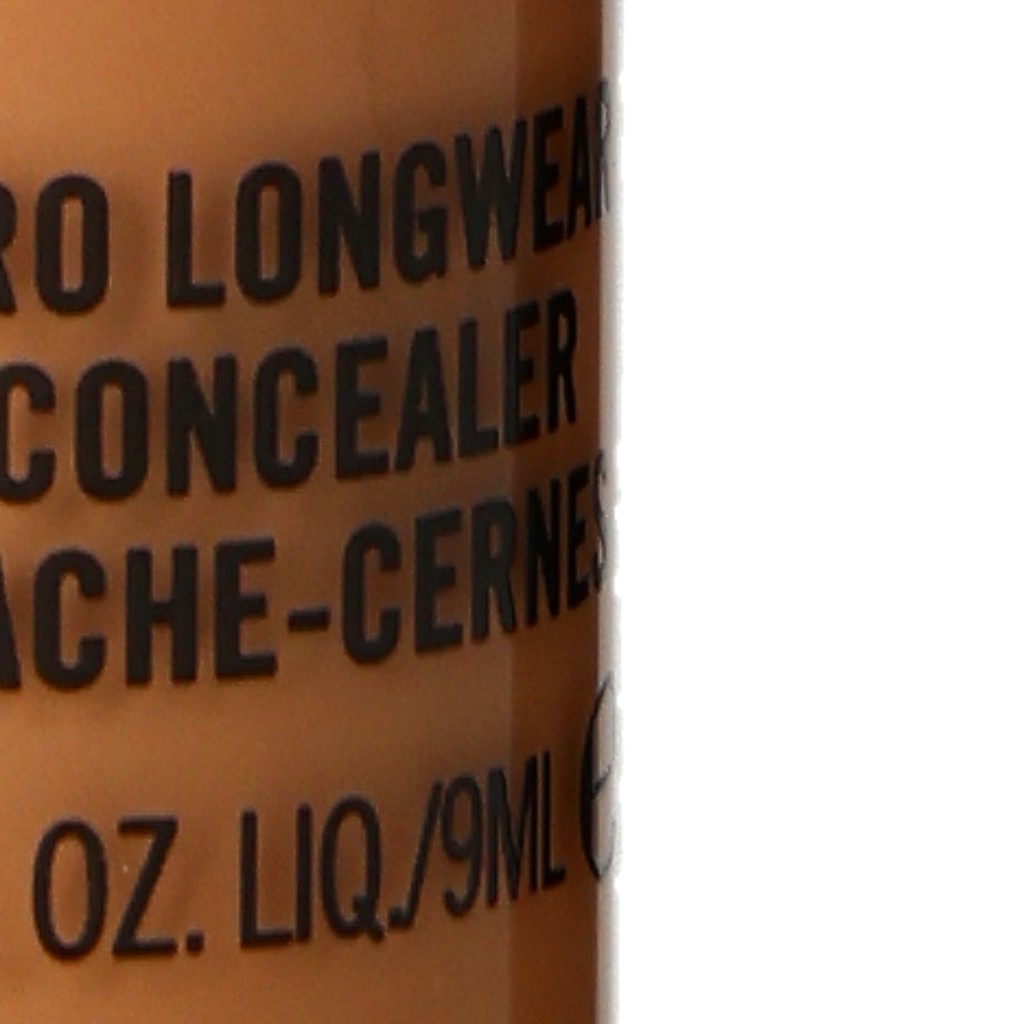 RO LONGWEAR
CONCEALER
ACHE-CERNES
OZ. LIQ./9ML ℮